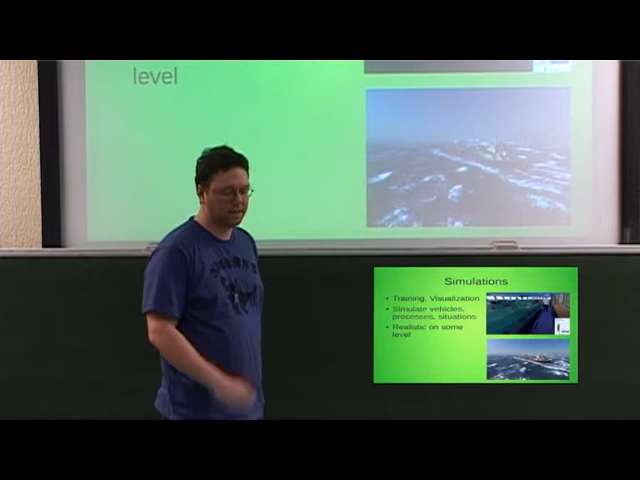 level
Simulations
Training, Visualization
Simulate vehicles,
processes, situations
Realistic on some
level